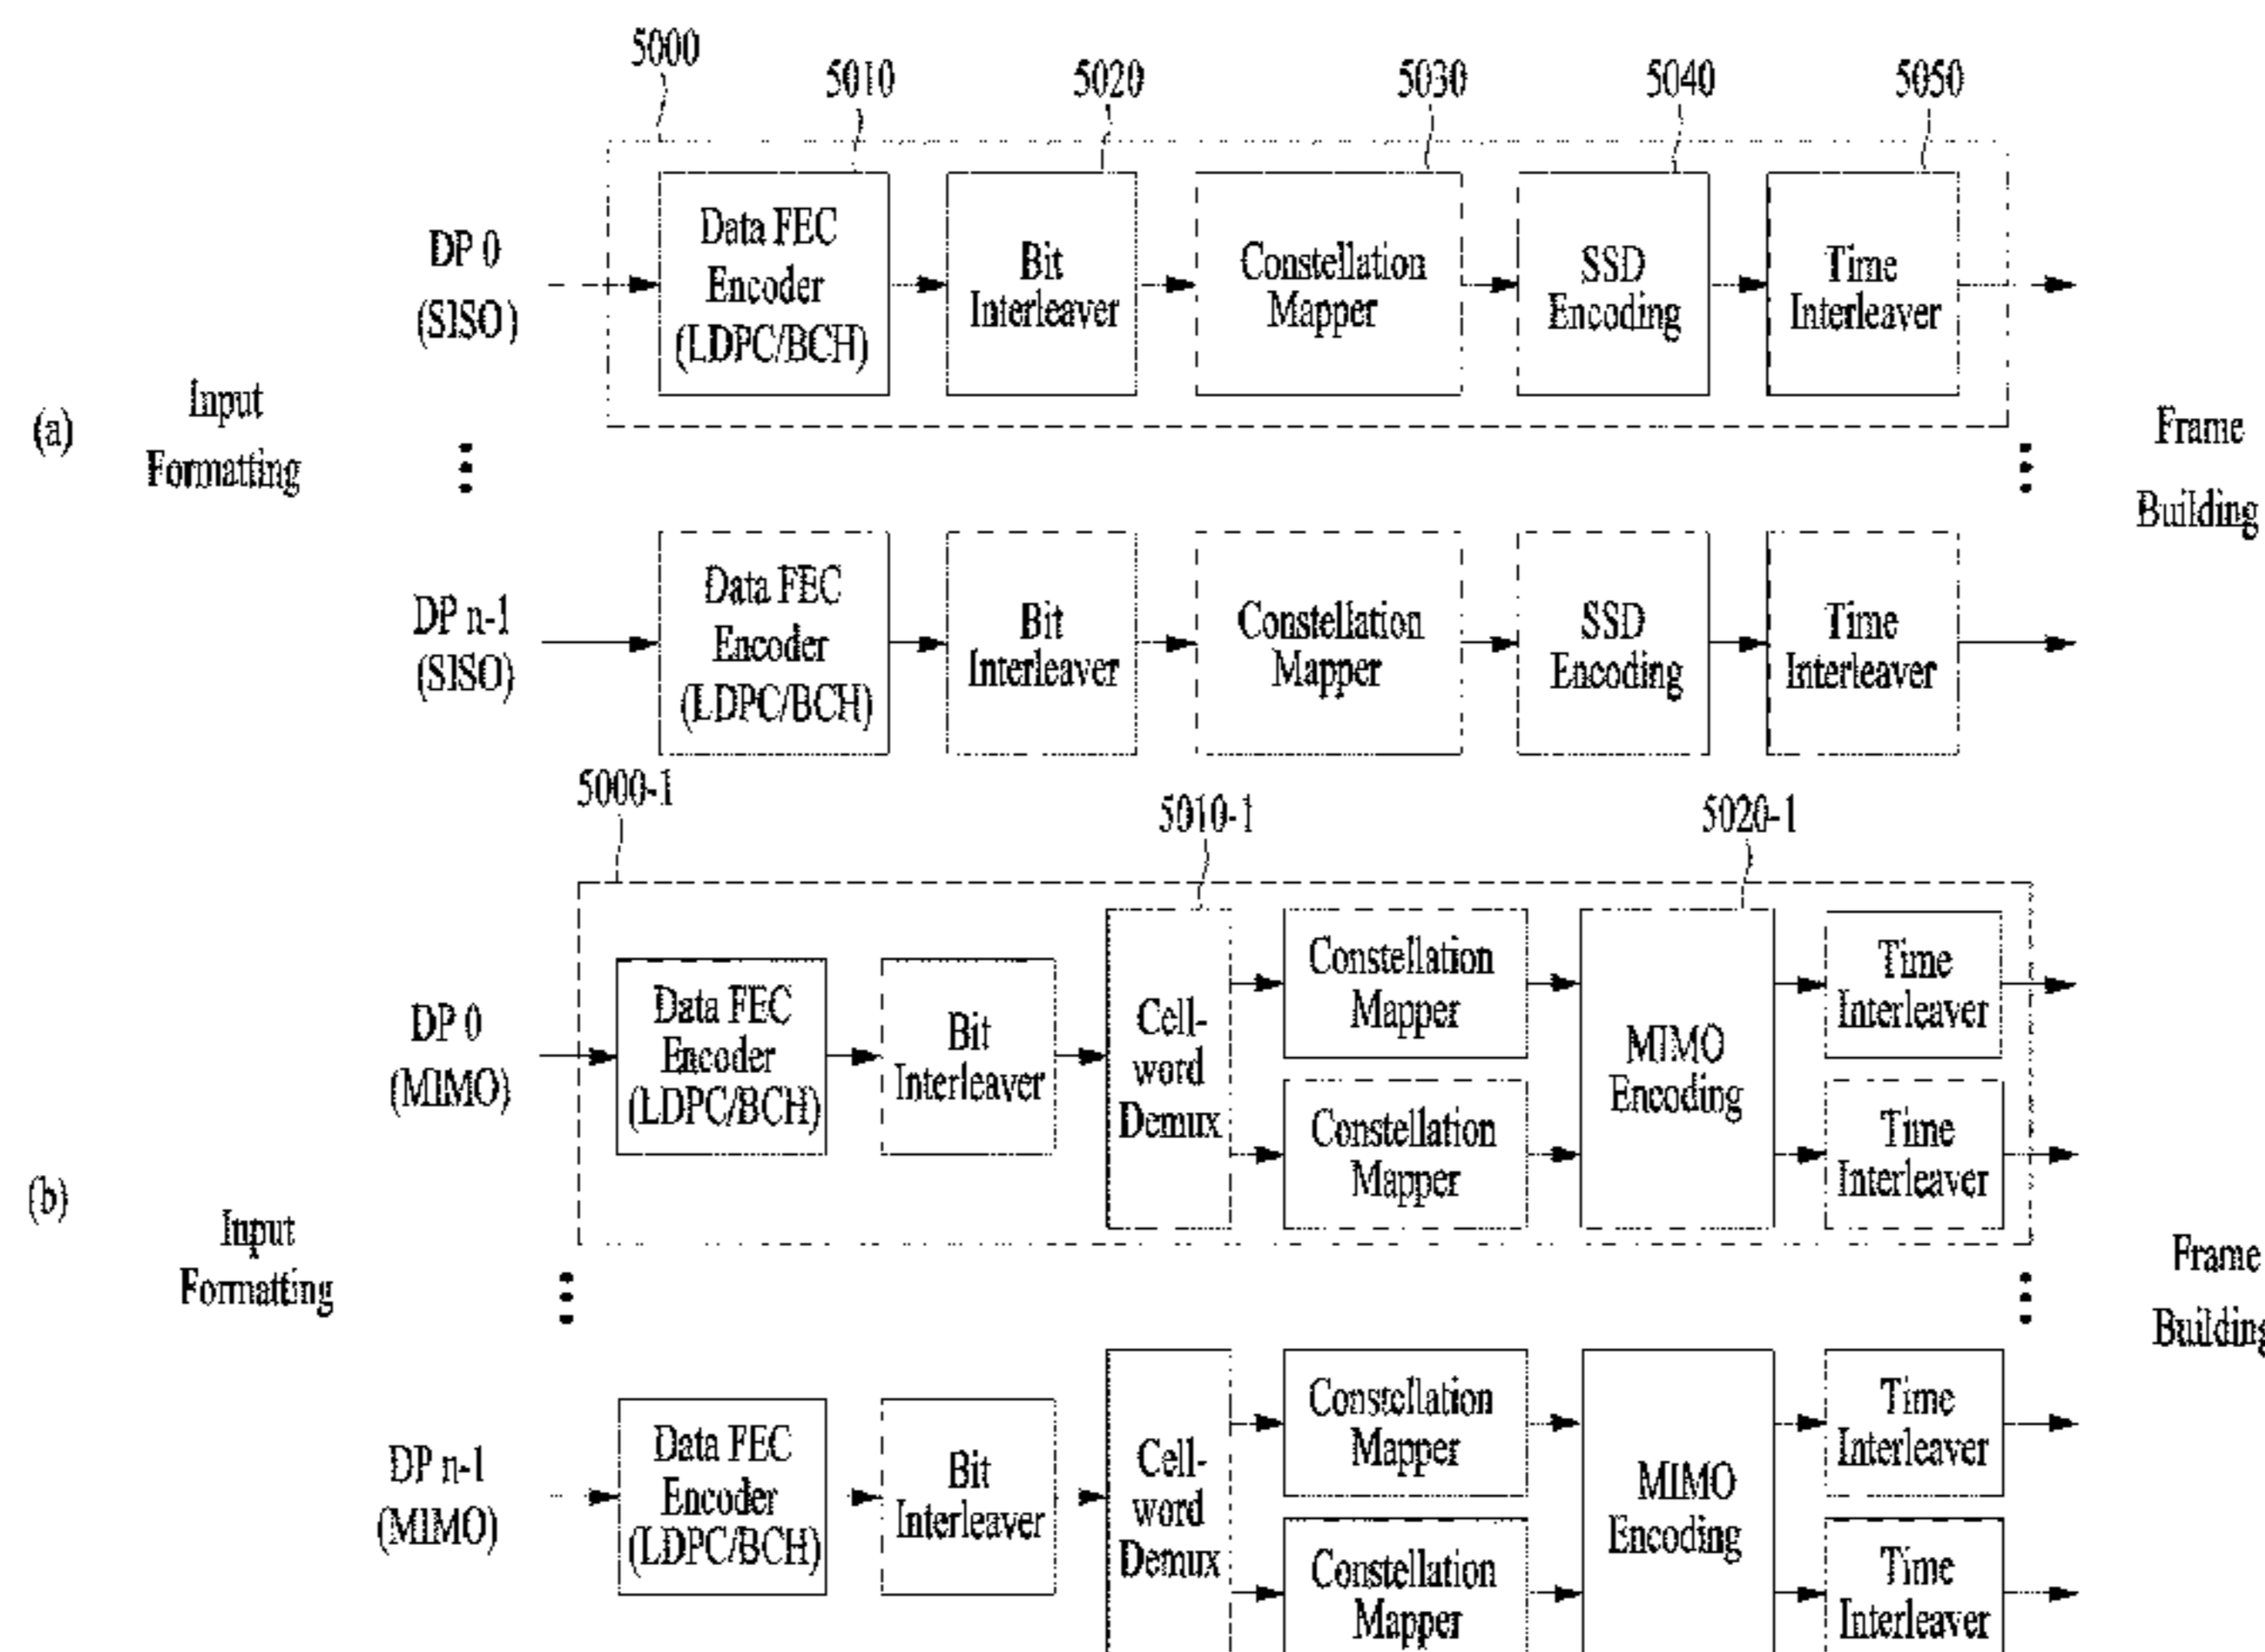 5000
5010
5020
5030
5040
5050
DP 0
(SISO)
Data FEC
Encoder
(LDPC/BCH)
Bit
Interleaver
Constellation
Mapper
SSD
Encoding
Time
Interleaver
(a)
Input
Formatting
Frame
Building
DP n-1
(SISO)
Data FEC
Encoder
(LDPC/BCH)
Bit
Interleaver
Constellation
Mapper
SSD
Encoding
Time
Interleaver
5000-1
5010-1
5020-1
DP 0
(MIMO)
Data FEC
Encoder
(LDPC/BCH)
Bit
Interleaver
Cell-
word
Demux
Constellation
Mapper
Constellation
Mapper
MIMO
Encoding
Time
Interleaver
Time
Interleaver
(b)
Input
Formatting
Frame
Building
DP n-1
(MIMO)
Data FEC
Encoder
(LDPC/BCH)
Bit
Interleaver
Cell-
word
Demux
Constellation
Mapper
Constellation
Mapper
MIMO
Encoding
Time
Interleaver
Time
Interleaver